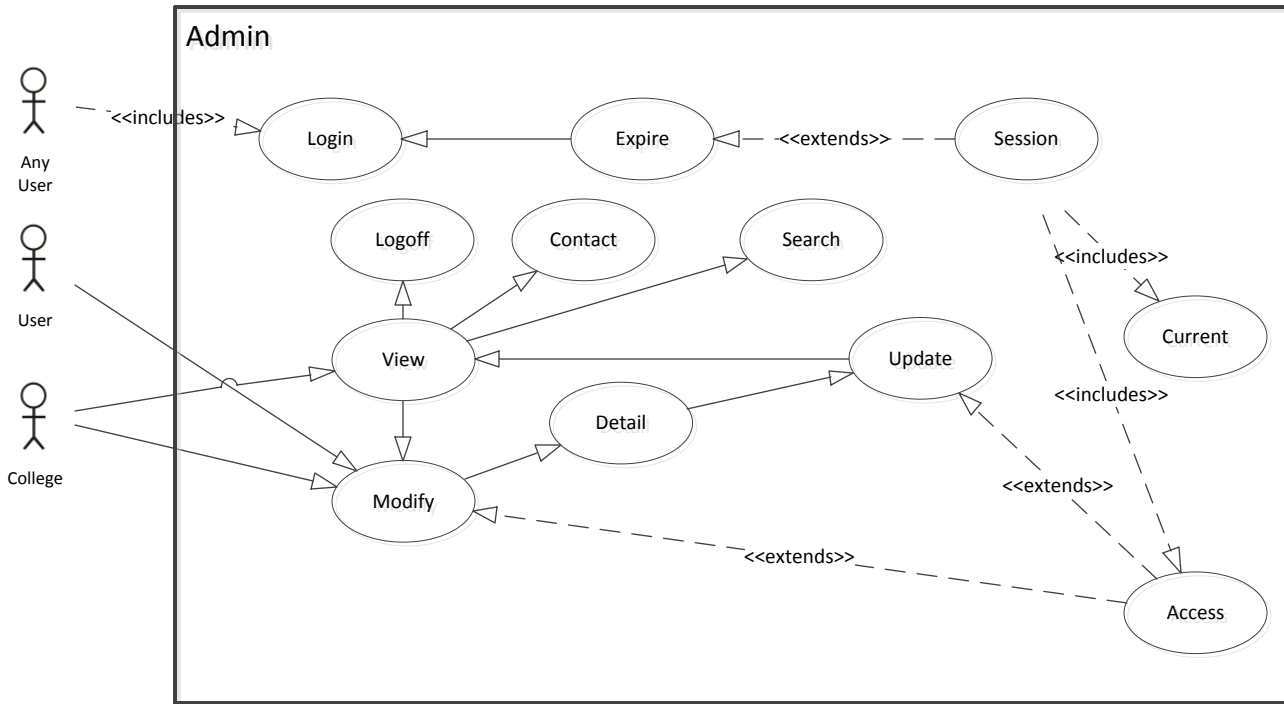 Admin
Any
User
<<includes>>
Login
Expire
<<extends>>
Session
User
Logoff
Contact
Search
<<includes>>
Current
View
Update
<<includes>>
College
Detail
Modify
<<extends>>
<<extends>>
Access